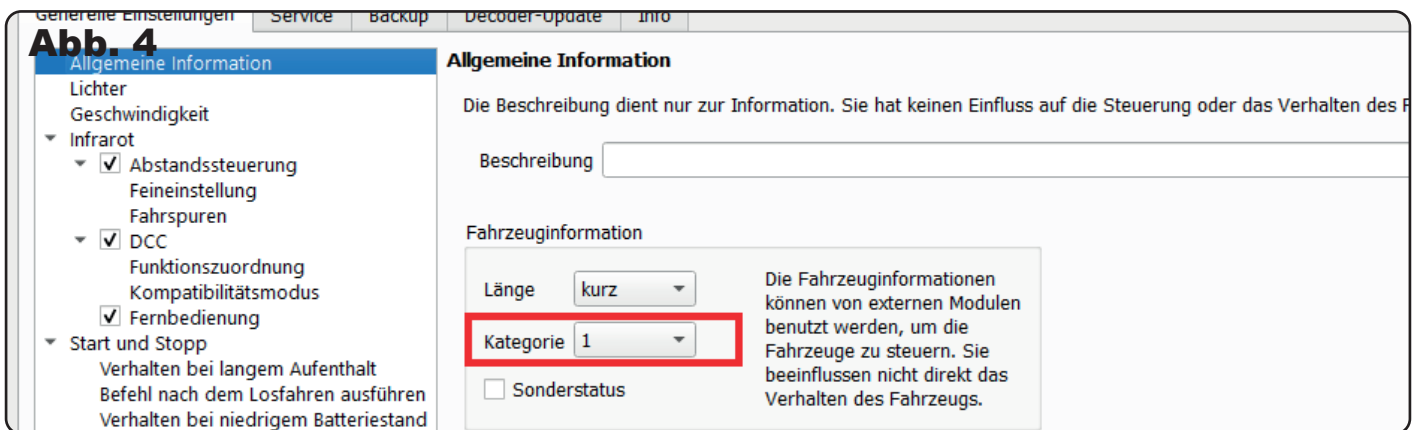 Generelle Einstellungen Service Backup Decoder-Update Info
Abb. 4
Allgemeine Information
Lichter
Geschwindigkeit
Infrarot
Abstandssteuerung
Feineinstellung
Fahrspuren
DCC
Funktionszuordnung
Kompatibilitätsmodus
Fernbedienung
Start und Stopp
Verhalten bei langem Aufenthalt
Befehl nach dem Losfahren ausführen
Verhalten bei niedrigem Batteriestand
Allgemeine Information
Die Beschreibung dient nur zur Information. Sie hat keinen Einfluss auf die Steuerung oder das Verhalten des F
Beschreibung
Fahrzeuginformation
Länge kurz
Kategorie 1
Sonderstatus
Die Fahrzeuginformationen
können von externen Modulen
benutzt werden, um die
Fahrzeuge zu steuern. Sie
beeinflussen nicht direkt das
Verhalten des Fahrzeugs.